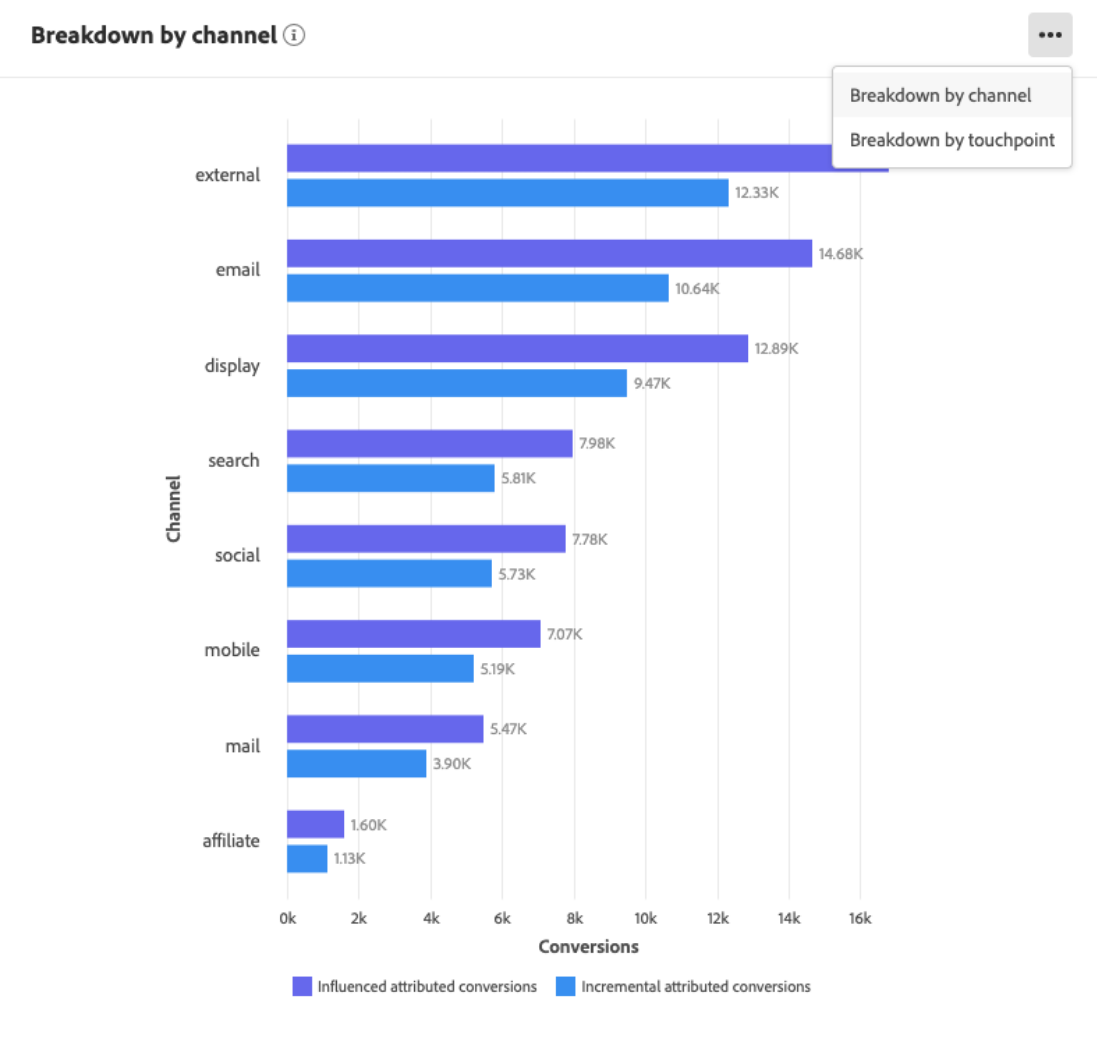 Breakdown by channel
Breakdown by channel
Breakdown by touchpoint
external
12.33K
email
14.68K
10.64K
display
12.89K
9.47K
search
7.98K
5.81K
Channel
social
7.78K
5.73K
mobile
7.07K
5.19K
mail
5.47K
3.90K
affiliate
1.60K
1.13K
0k 2k 4k 6k 8k 10k 12k 14k 16k
Conversions
Influenced attributed conversions Incremental attributed conversions